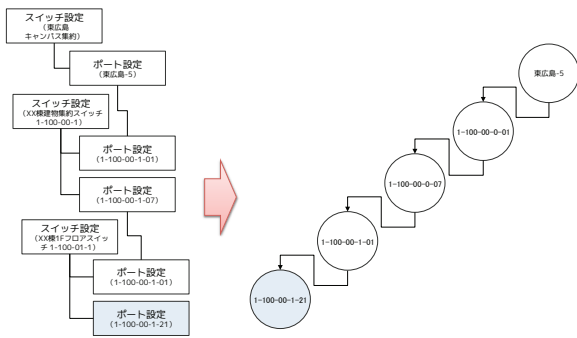 スイッチ設定
(東広島
キャンパス集約)
ポート設定
(東広島-5)
スイッチ設定
(XX棟建物集約スイッチ
1-100-00-1)
ポート設定
(1-100-00-1-01)
ポート設定
(1-100-00-1-07)
スイッチ設定
(XX棟1Fフロアスイッ
チ 1-100-01-1)
ポート設定
(1-100-00-1-01)
ポート設定
(1-100-00-1-21)
東広島-5
1-100-00-0-01
1-100-00-0-07
1-100-00-1-01
1-100-00-1-21